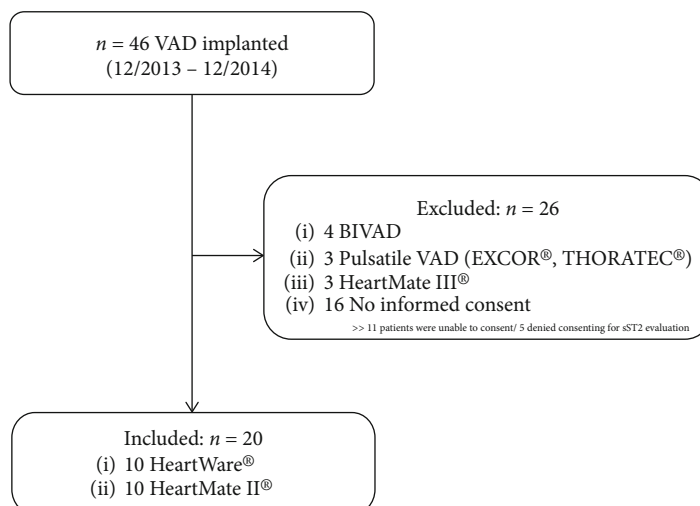 n = 46 VAD implanted
(12/2013 – 12/2014)
Excluded: n = 26
(i) 4 BIVAD
(ii) 3 Pulsatile VAD (EXCOR®, THORATEC®)
(iii) 3 HeartMate III®
(iv) 16 No informed consent
>> 11 patients were unable to consent/ 5 denied consenting for sST2 evaluation
Included: n = 20
(i) 10 HeartWare®
(ii) 10 HeartMate II®